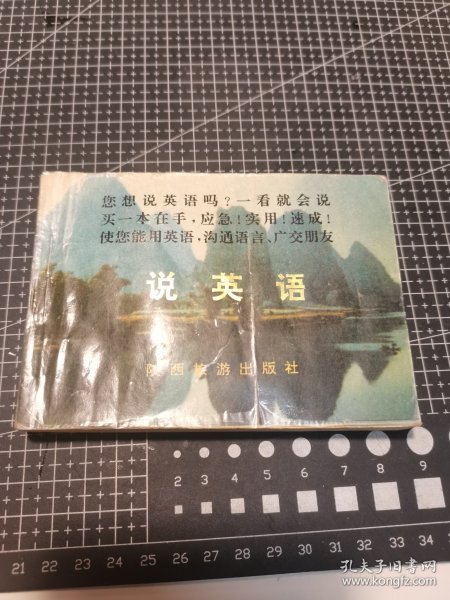 您想说英语吗？一看就会说
买一本在手，应急！实用！速成！
使您能用英语，沟通语言、广交朋友
说英语
陕西旅游出版社
2 3 4 5 6 7 8 9
21 22 23 24 25 26 27 28 29 30 31 32 33 34
孔夫子旧书网
www.kongfz.com